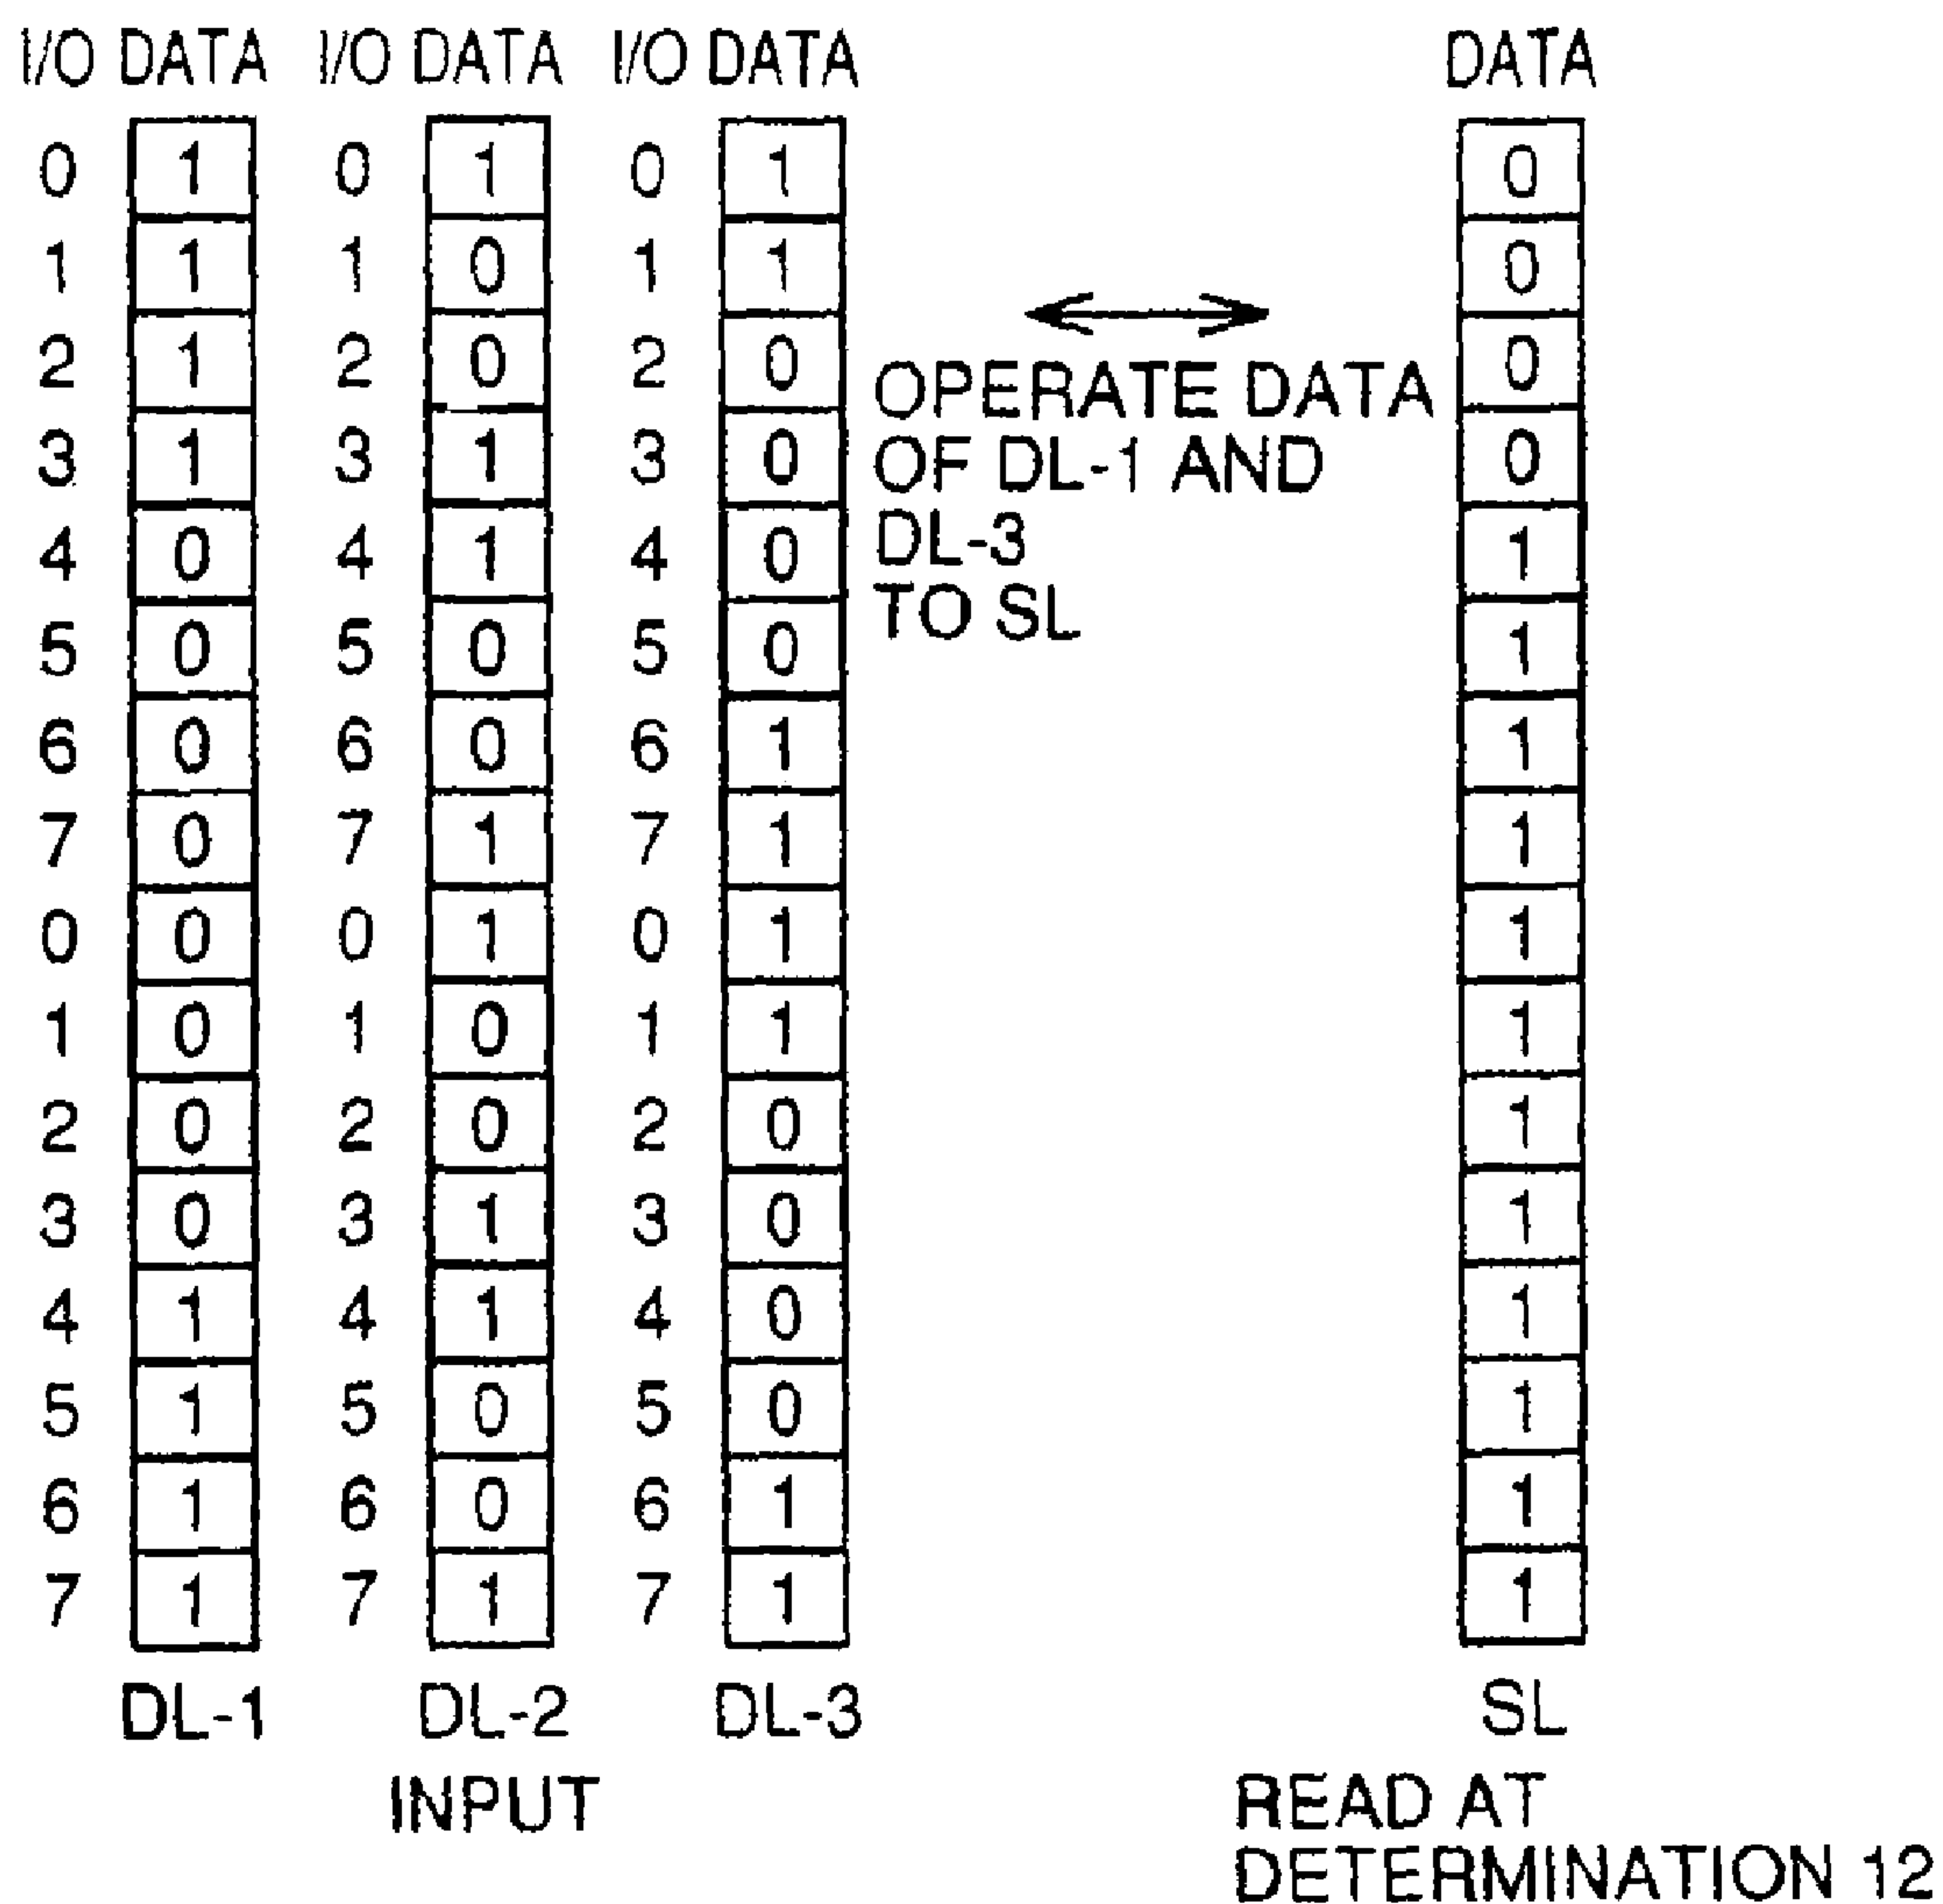 I/O DATA I/O DATA I/O DATA DATA
0 1 0 1 0 1 0
1 1 1 0 1 1 0
2 1 2 0 2 0 0
3 1 3 1 3 0 0
4 0 4 1 4 0 1
5 0 5 0 5 0 1
6 0 6 0 6 1 1
7 0 7 1 7 1 1
0 0 0 1 0 1 1
1 0 1 0 1 1 1
2 0 2 0 2 0 1
3 0 3 1 3 0 1
4 1 4 1 4 0 1
5 1 5 0 5 0 1
6 1 6 0 6 1 1
7 1 7 1 7 1 1
OPERATE DATA
OF DL-1 AND
DL-3
TO SL
DL-1 DL-2 DL-3 SL
INPUT
READ AT
DETERMINATION 12